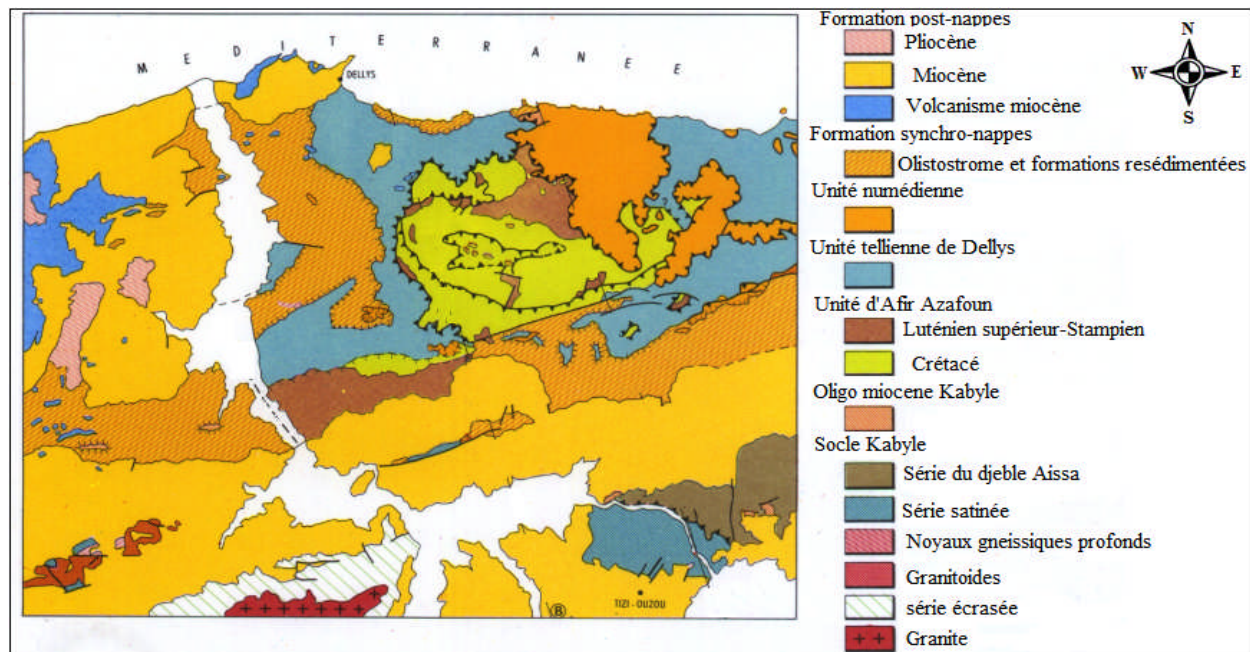 MEDITERRANEE
DELLYS
TIZI-OUZOU
B
Formation post-nappes
Pliocène
Miocène
Volcanisme miocène
Formation synchro-nappes
Olistostrome et formations resédimentées
Unité numédienne
Unité tellienne de Dellys
Unité d'Afir Azafoun
Luténien supérieur-Stampien
Crétacé
Oligo miocene Kabyle
Socle Kabyle
Série du djeble Aissa
Série satinée
Noyaux gneissiques profonds
Granitoides
série écrasée
Granite
N
W E
S